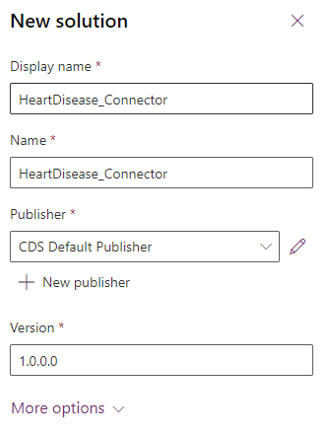 New solution
Display name *
HeartDisease_Connector
Name *
HeartDisease_Connector
Publisher *
CDS Default Publisher
New publisher
Version *
1.0.0.0
More options